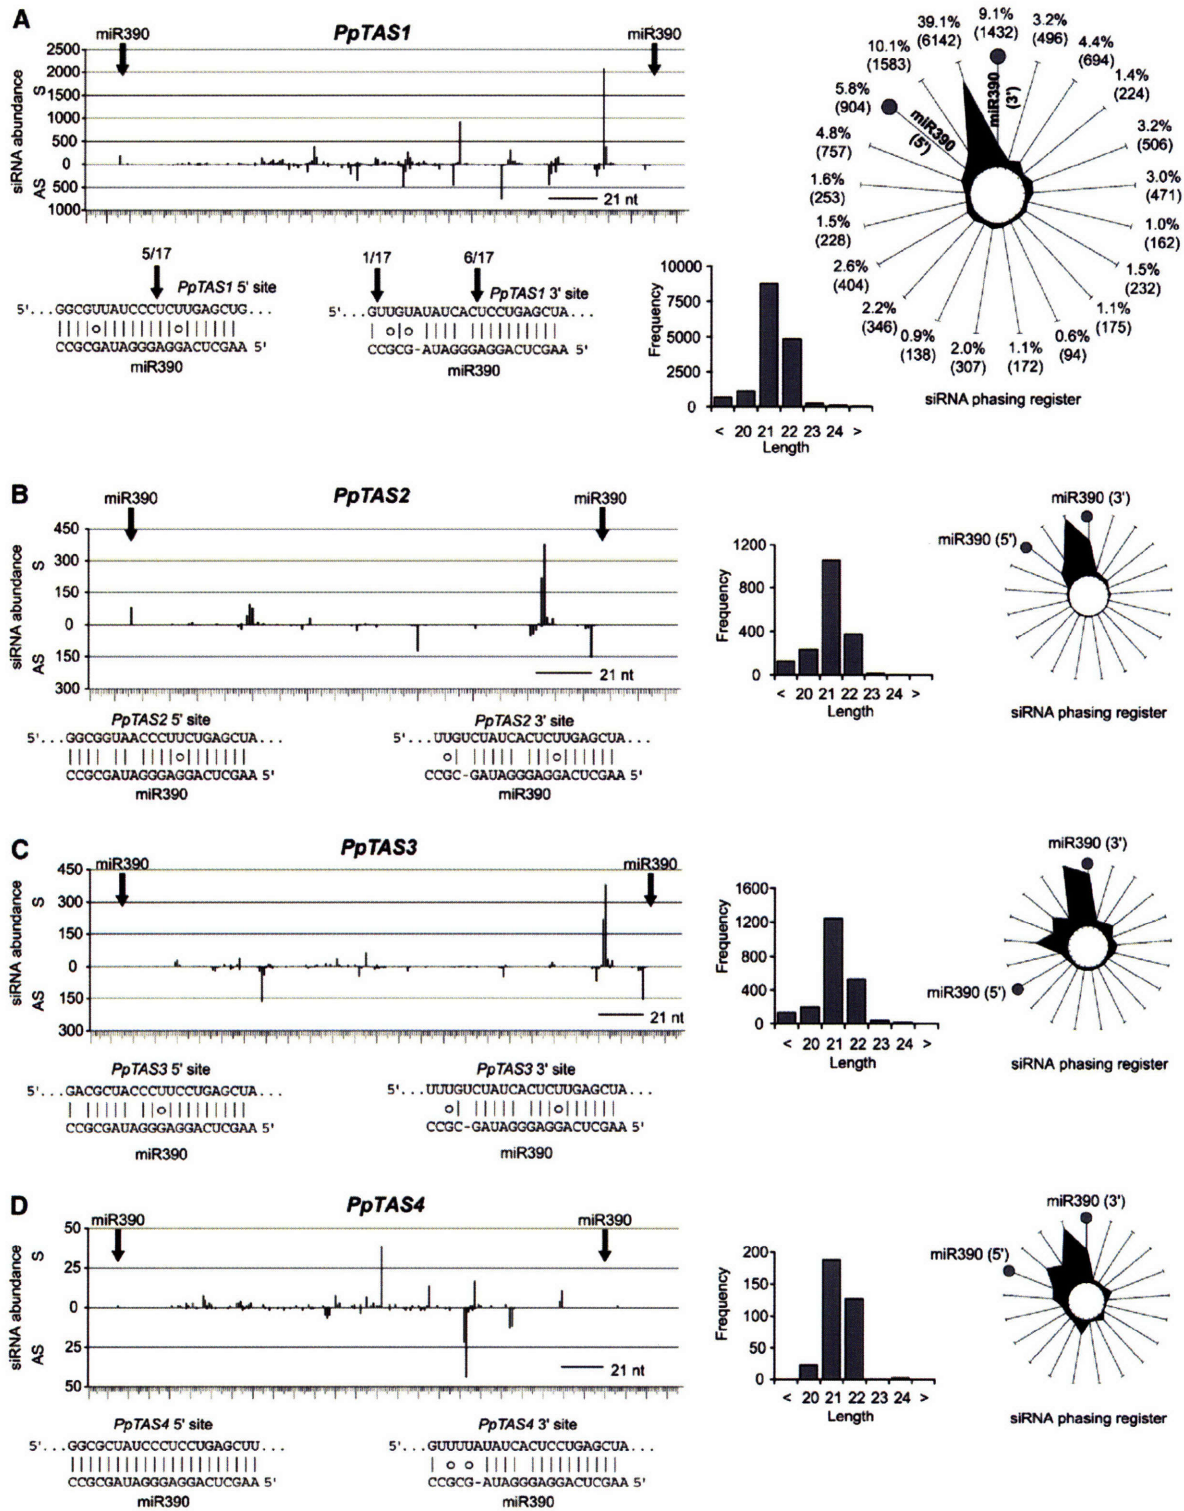 A
PpTAS1
miR390
miR390
siRNA abundance
AS S
2500
2000
1500
1000
500
0
500
1000
21 nt
5/17
PpTAS1 5' site
5'...GGCGUUAUCCCUCUUGAGCUG...
CCGCGAUAGGGAGGACUCGAA 5'
miR390
1/17
6/17
PpTAS1 3' site
5'...GUUGUAUAUCACUCCUGAGCUA...
CCGCG-AUAGGGAGGACUCGAA 5'
miR390
Frequency
10000
7500
5000
2500
0
< 20 21 22 23 24 >
Length
9.1%
(1432)
3.2%
(496)
4.4%
(694)
1.4%
(224)
3.2%
(506)
3.0%
(471)
1.0%
(162)
1.5%
(232)
1.1%
(175)
0.6%
(94)
1.1%
(172)
2.0%
(307)
0.9%
(138)
2.2%
(346)
2.6%
(404)
1.5%
(228)
1.6%
(253)
4.8%
(757)
5.8%
(904)
10.1%
(1583)
39.1%
(6142)
miR390
(3')
miR390
(5')
siRNA phasing register
B
PpTAS2
miR390
miR390
siRNA abundance
AS S
450
300
150
0
150
300
21 nt
PpTAS2 5' site
5'...GGCGGUAACCCUUCUGAGCUA...
CCGCGAUAGGGAGGACUCGAA 5'
miR390
PpTAS2 3' site
5'...UUGUCUAUCACUCUUGAGCUA...
CCGC-GAUAGGGAGGACUCGAA 5'
miR390
Frequency
1200
800
400
0
< 20 21 22 23 24 >
Length
miR390 (3')
miR390 (5')
siRNA phasing register
C
PpTAS3
miR390
miR390
siRNA abundance
AS S
450
300
150
0
150
300
21 nt
PpTAS3 5' site
5'...GACGCUACCCUUCCUGAGCUA...
CCGCGAUAGGGAGGACUCGAA 5'
miR390
PpTAS3 3' site
5'...UUUGUCUAUCACUCUUGAGCUA...
CCGC-GAUAGGGAGGACUCGAA 5'
miR390
Frequency
1600
1200
800
400
0
< 20 21 22 23 24 >
Length
miR390 (3')
miR390 (5')
siRNA phasing register
D
PpTAS4
miR390
miR390
siRNA abundance
AS S
50
25
0
25
50
21 nt
PpTAS4 5' site
5'...GGCGCUAUCCCUCCUGAGCUU...
CCGCGAUAGGGAGGACUCGAA 5'
miR390
PpTAS4 3' site
5'...GUUUUAUAUCACUCCUGAGCUA...
CCGCG-AUAGGGAGGACUCGAA 5'
miR390
Frequency
200
150
100
50
0
< 20 21 22 23 24 >
Length
miR390 (3')
miR390 (5')
siRNA phasing register